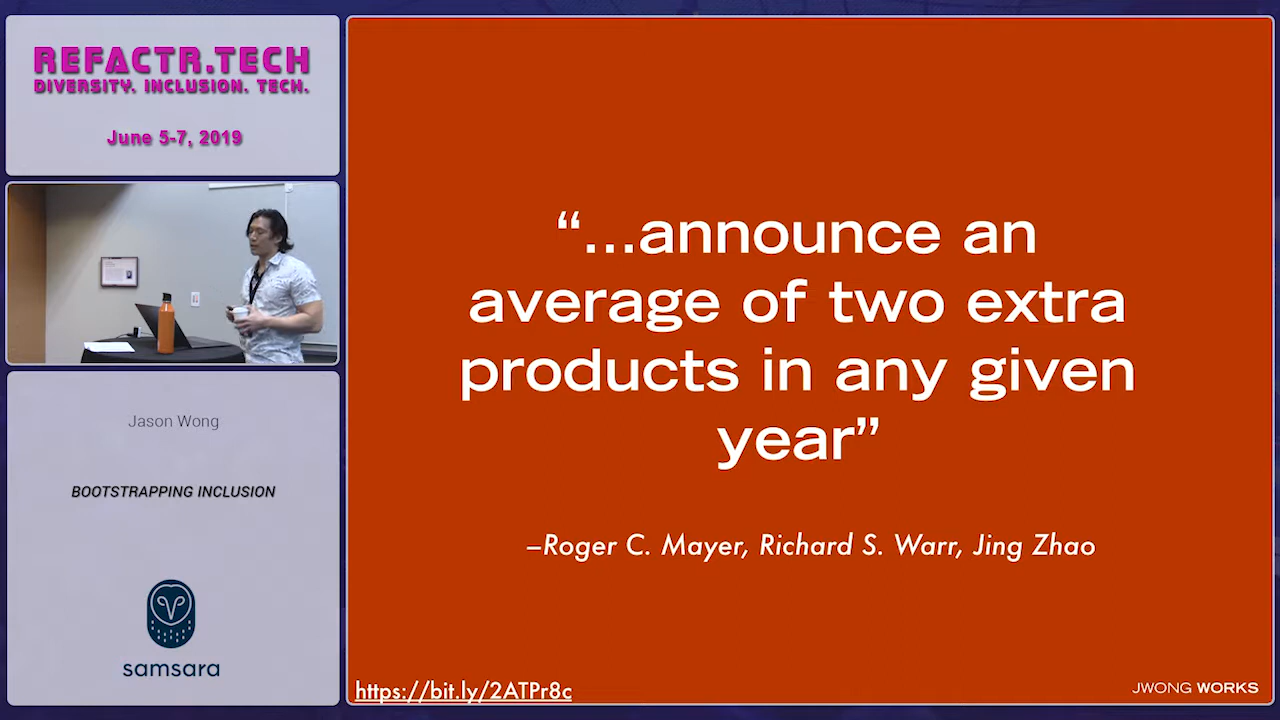 REFACTR.TECH
DIVERSITY. INCLUSION. TECH.
June 5-7, 2019
Jason Wong
BOOTSTRAPPING INCLUSION
samsara
“...announce an
average of two extra
products in any given
year”
–Roger C. Mayer, Richard S. Warr, Jing Zhao
https://bit.ly/2ATPr8c
JWONG WORKS